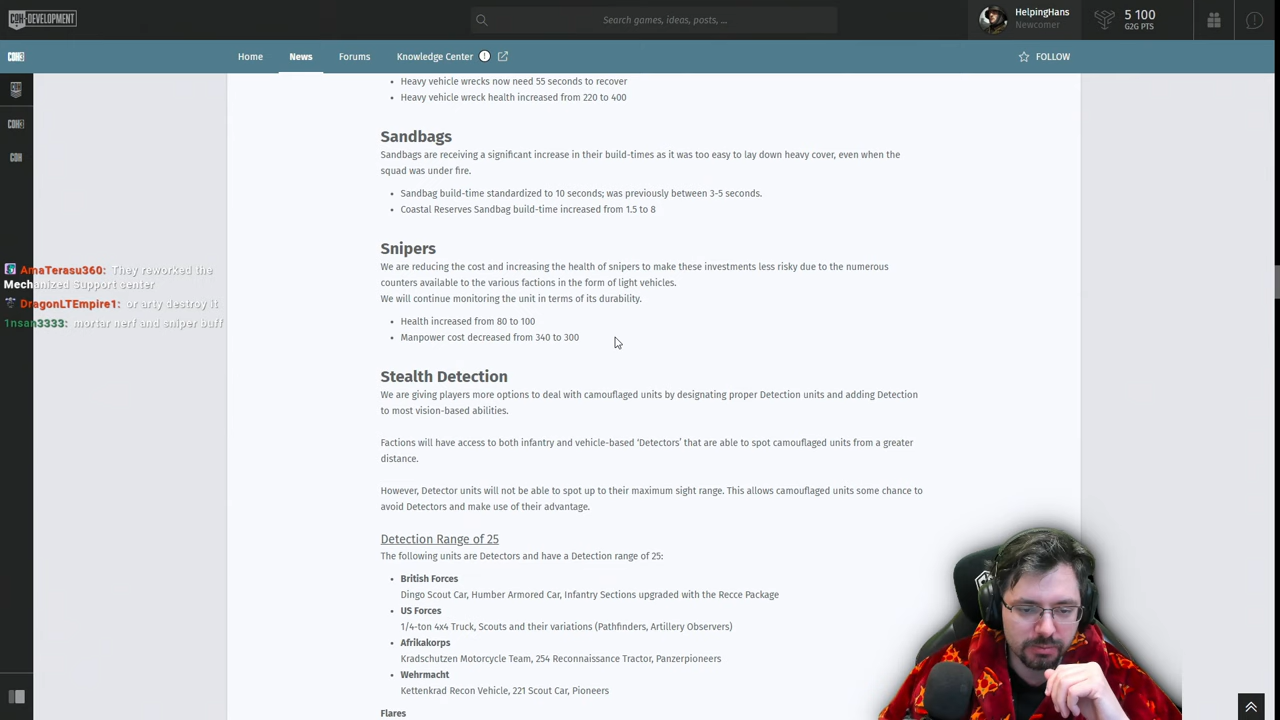 COH-DEVELOPMENT
Search games, ideas, posts, ...
HelpingHans
Newcomer
5 100
G2G PTS
Home
News
Forums
Knowledge Center
FOLLOW
• Heavy vehicle wrecks now need 55 seconds to recover
• Heavy vehicle wreck health increased from 220 to 400
Sandbags
Sandbags are receiving a significant increase in their build-times as it was too easy to lay down heavy cover, even when the
squad was under fire.
• Sandbag build-time standardized to 10 seconds; was previously between 3-5 seconds.
• Coastal Reserves Sandbag build-time increased from 1.5 to 8
Snipers
We are reducing the cost and increasing the health of snipers to make these investments less risky due to the numerous
counters available to the various factions in the form of light vehicles.
We will continue monitoring the unit in terms of its durability.
• Health increased from 80 to 100
• Manpower cost decreased from 340 to 300
AmaTerasu360: They reworked the
Mechanized Support center
DragonLTEmpire1: or arty destroy it
1nsan3333: mortar nerf and sniper buff
Stealth Detection
We are giving players more options to deal with camouflaged units by designating proper Detection units and adding Detection
to most vision-based abilities.
Factions will have access to both infantry and vehicle-based 'Detectors' that are able to spot camouflaged units from a greater
distance.
However, Detector units will not be able to spot up to their maximum sight range. This allows camouflaged units some chance to
avoid Detectors and make use of their advantage.
Detection Range of 25
The following units are Detectors and have a Detection range of 25:
• British Forces
Dingo Scout Car, Humber Armored Car, Infantry Sections upgraded with the Recce Package
• US Forces
1/4-ton 4x4 Truck, Scouts and their variations (Pathfinders, Artillery Observers)
• Afrikakorps
Kradschutzen Motorcycle Team, 254 Reconnaissance Tractor, Panzerpioneers
• Wehrmacht
Kettenkrad Recon Vehicle, 221 Scout Car, Pioneers
Flares